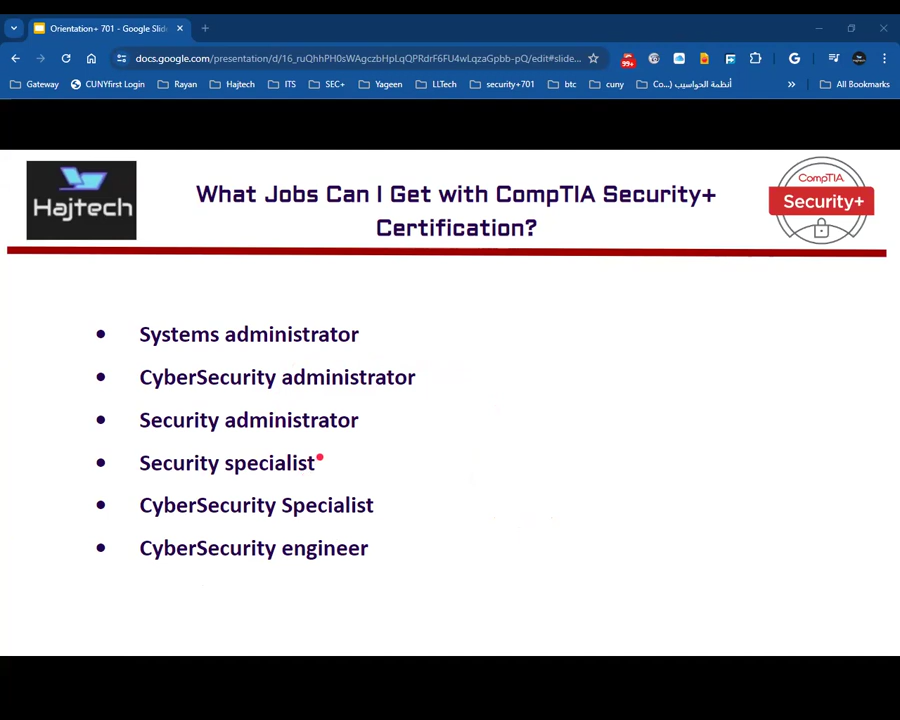 Orientation+ 701 - Google Slid
docs.google.com/presentation/d/16_ruQhhPH0sWAgczbHpLqQPRdrF6FU4wLqzaGpbb-pQ/edit#slide...
99+
Gateway
CUNYfirst Login
Rayan
Hajtech
ITS
SEC+
Yaqeen
LLTech
security+701
btc
cuny
أنظمة الحواسيب (Co...
All Bookmarks
Hajtech
What Jobs Can I Get with CompTIA Security+
Certification?
CompTIA
Security+
• Systems administrator
• CyberSecurity administrator
• Security administrator
• Security specialist
• CyberSecurity Specialist
• CyberSecurity engineer